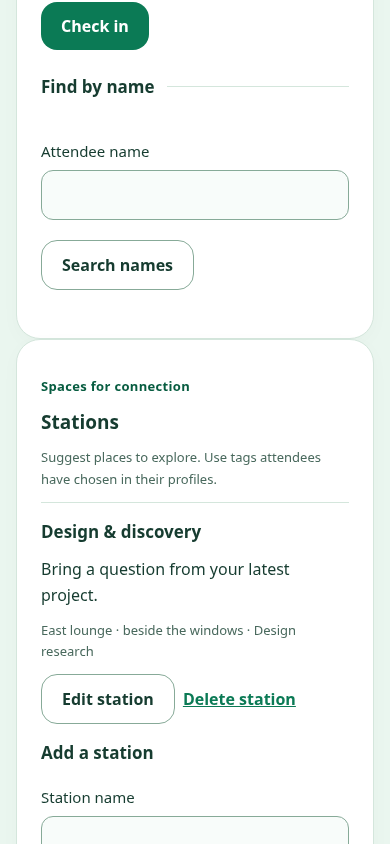 Check in
Find by name
Attendee name
Search names
Spaces for connection
Stations
Suggest places to explore. Use tags attendees
have chosen in their profiles.
Design & discovery
Bring a question from your latest
project.
East lounge · beside the windows · Design
research
Edit station
Delete station
Add a station
Station name